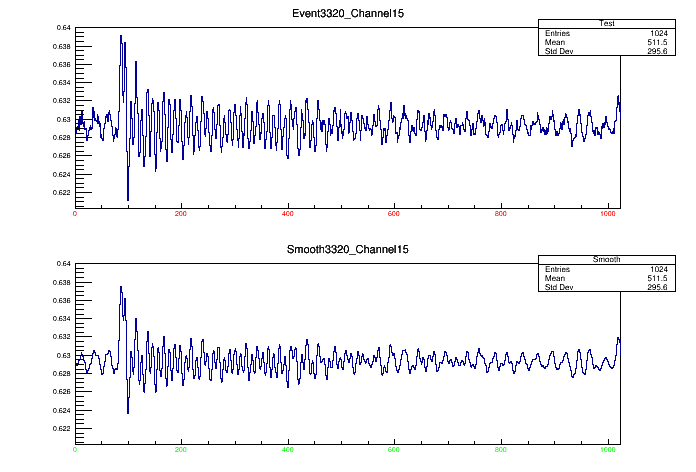 Event3320_Channel15
Test
Entries 1024
Mean 511.5
Std Dev 295.6
0.64
0.638
0.636
0.634
0.632
0.63
0.628
0.626
0.624
0.622
0 200 400 600 800 1000
Smooth3320_Channel15
Smooth
Entries 1024
Mean 511.5
Std Dev 295.6
0.64
0.638
0.636
0.634
0.632
0.63
0.628
0.626
0.624
0.622
0 200 400 600 800 1000